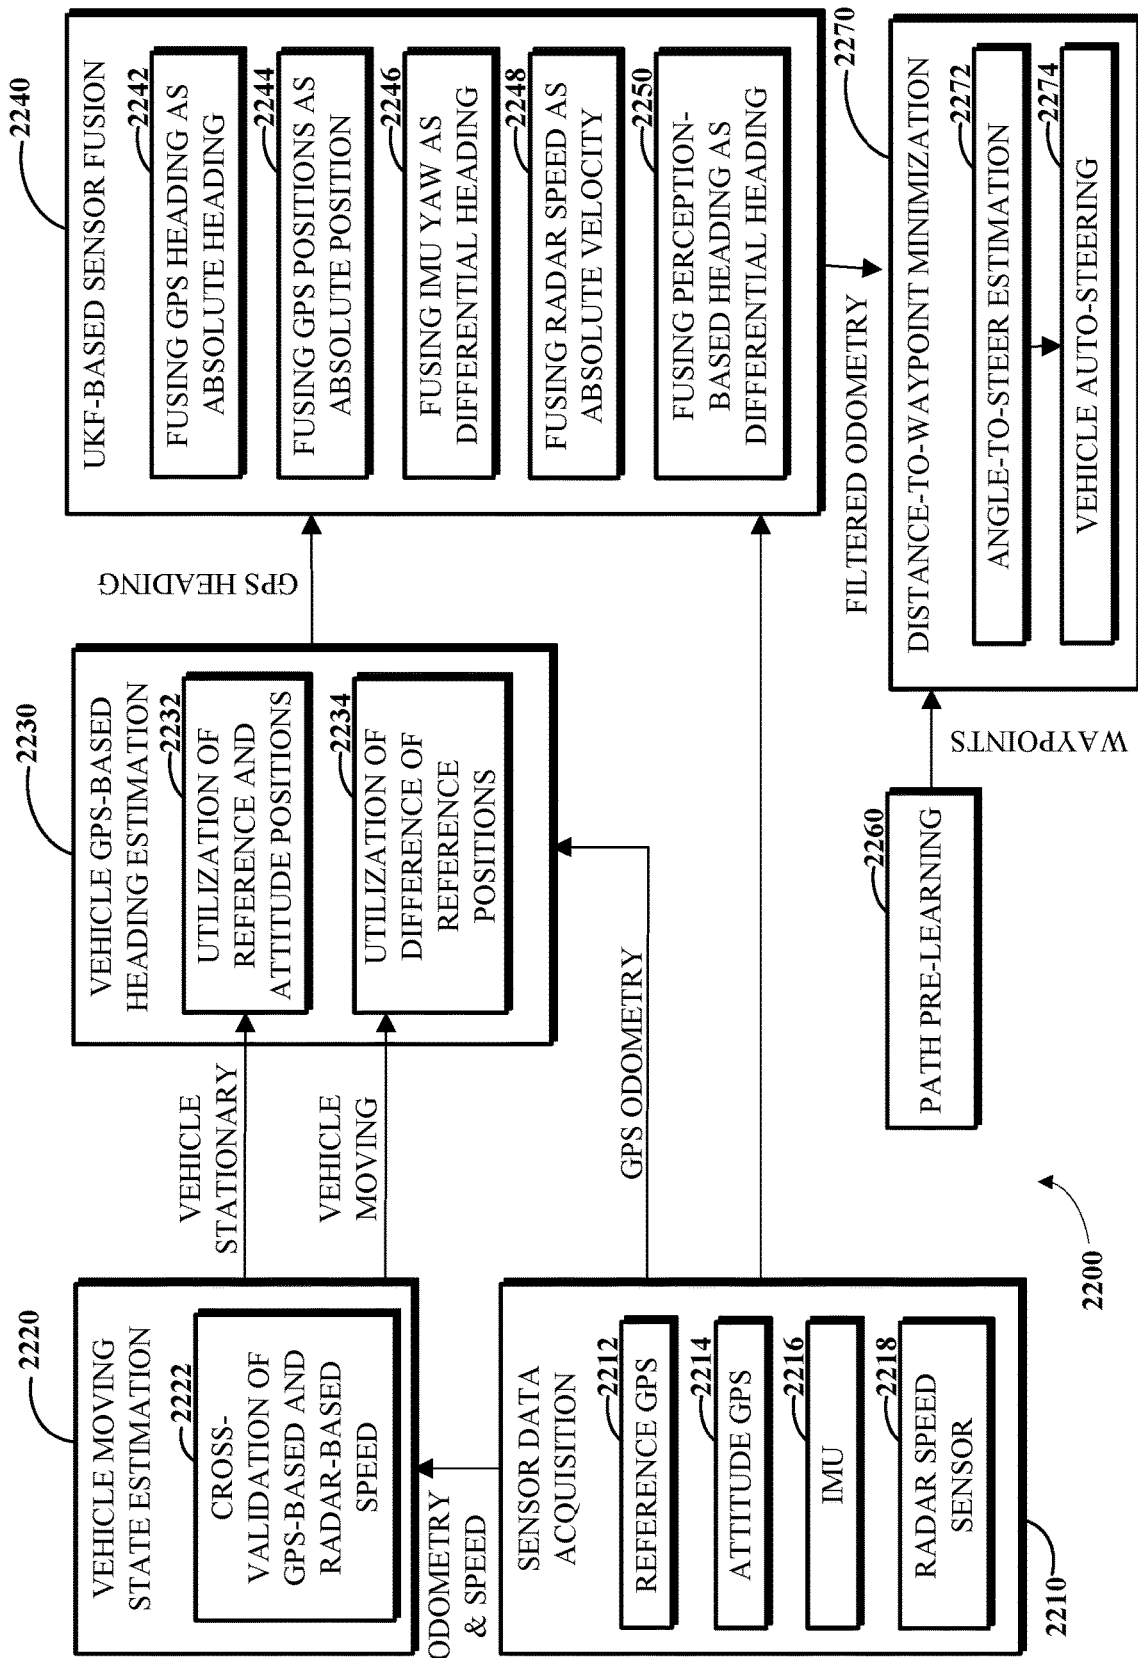 2220
VEHICLE MOVING
STATE ESTIMATION
2222
CROSS-
VALIDATION OF
GPS-BASED AND
RADAR-BASED
SPEED
ODOMETRY
& SPEED
SENSOR DATA
ACQUISITION
2212
REFERENCE GPS
2214
ATTITUDE GPS
2216
IMU
2218
RADAR SPEED
SENSOR
2210
VEHICLE
STATIONARY
VEHICLE
MOVING
GPS ODOMETRY
2230
VEHICLE GPS-BASED
HEADING ESTIMATION
2232
UTILIZATION OF
REFERENCE AND
ATTITUDE POSITIONS
2234
UTILIZATION OF
DIFFERENCE OF
REFERENCE
POSITIONS
GPS HEADING
2240
UKF-BASED SENSOR FUSION
2242
FUSING GPS HEADING AS
ABSOLUTE HEADING
2244
FUSING GPS POSITIONS AS
ABSOLUTE POSITION
2246
FUSING IMU YAW AS
DIFFERENTIAL HEADING
2248
FUSING RADAR SPEED AS
ABSOLUTE VELOCITY
2250
FUSING PERCEPTION-
BASED HEADING AS
DIFFERENTIAL HEADING
FILTERED ODOMETRY
2260
PATH PRE-LEARNING
WAYPOINTS
2270
DISTANCE-TO-WAYPOINT MINIMIZATION
2272
ANGLE-TO-STEER ESTIMATION
2274
VEHICLE AUTO-STEERING
2200